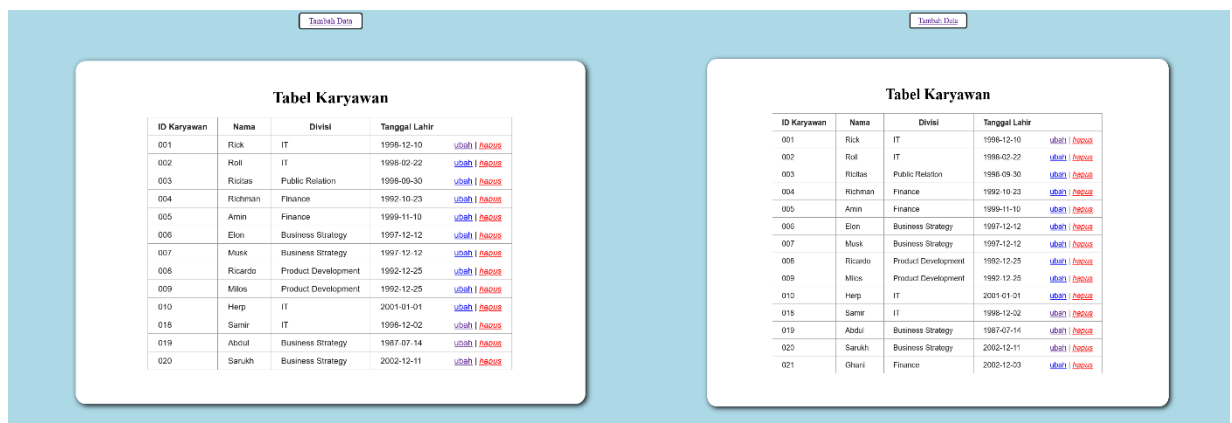 Tambah Data
Tabel Karyawan
ID Karyawan Nama Divisi Tanggal Lahir
001 Rick IT 1998-12-10 ubah | hapus
002 Roll IT 1998-02-22 ubah | hapus
003 Ricitas Public Relation 1998-09-30 ubah | hapus
004 Richman Finance 1992-10-23 ubah | hapus
005 Amin Finance 1999-11-10 ubah | hapus
006 Elon Business Strategy 1997-12-12 ubah | hapus
007 Musk Business Strategy 1997-12-12 ubah | hapus
008 Ricardo Product Development 1992-12-25 ubah | hapus
009 Milos Product Development 1992-12-25 ubah | hapus
010 Herp IT 2001-01-01 ubah | hapus
018 Samir IT 1998-12-02 ubah | hapus
019 Abdul Business Strategy 1987-07-14 ubah | hapus
020 Sarukh Business Strategy 2002-12-11 ubah | hapus
Tambah Data
Tabel Karyawan
ID Karyawan Nama Divisi Tanggal Lahir
001 Rick IT 1998-12-10 ubah | hapus
002 Roll IT 1998-02-22 ubah | hapus
003 Ricitas Public Relation 1998-09-30 ubah | hapus
004 Richman Finance 1992-10-23 ubah | hapus
005 Amin Finance 1999-11-10 ubah | hapus
006 Elon Business Strategy 1997-12-12 ubah | hapus
007 Musk Business Strategy 1997-12-12 ubah | hapus
008 Ricardo Product Development 1992-12-25 ubah | hapus
009 Milos Product Development 1992-12-25 ubah | hapus
010 Herp IT 2001-01-01 ubah | hapus
018 Samir IT 1998-12-02 ubah | hapus
019 Abdul Business Strategy 1987-07-14 ubah | hapus
020 Sarukh Business Strategy 2002-12-11 ubah | hapus
021 Ghani Finance 2002-12-03 ubah | hapus